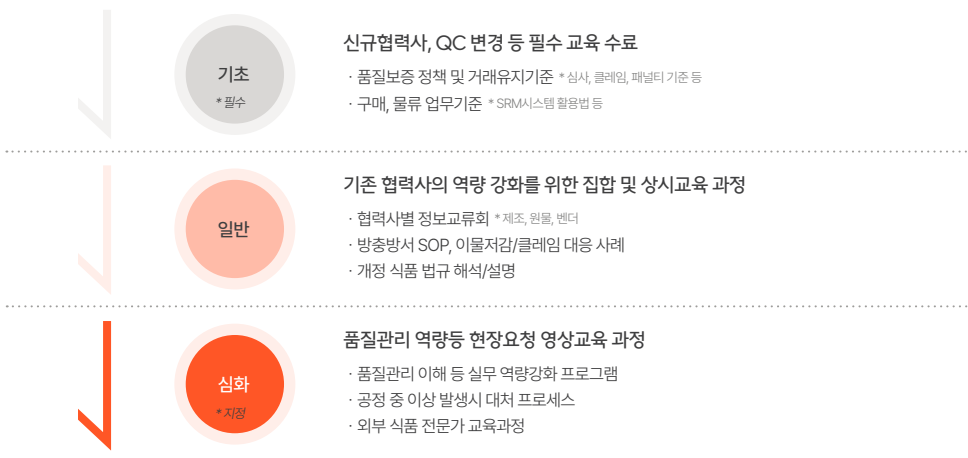 기초
* 필수
신규협력사, QC 변경 등 필수 교육 수료
· 품질보증 정책 및 거래유지기준 * 심사, 클레임, 패널티 기준 등
· 구매, 물류 업무기준 * SRM시스템 활용법 등
일반
기존 협력사의 역량 강화를 위한 집합 및 상시교육 과정
· 협력사별 정보교류회 * 제조, 원물, 벤더
· 방충방서 SOP, 이물저감/클레임 대응 사례
· 개정 식품 법규 해석/설명
심화
* 지정
품질관리 역량등 현장요청 영상교육 과정
· 품질관리 이해 등 실무 역량강화 프로그램
· 공정 중 이상 발생시 대처 프로세스
· 외부 식품 전문가 교육과정